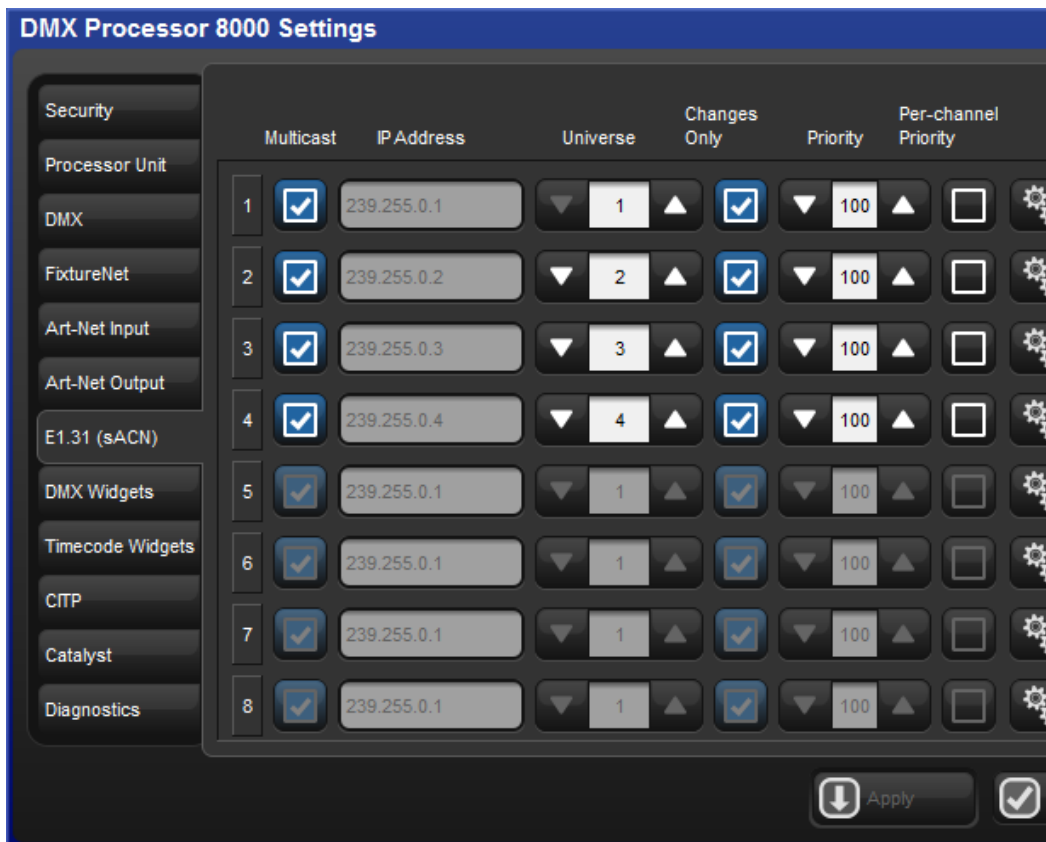 DMX Processor 8000 Settings
Security
Processor Unit
DMX
FixtureNet
Art-Net Input
Art-Net Output
E1.31 (sACN)
DMX Widgets
Timecode Widgets
CITP
Catalyst
Diagnostics
Multicast IP Address Universe Changes Only Priority Per-channel Priority
1 239.255.0.1 1 100
2 239.255.0.2 2 100
3 239.255.0.3 3 100
4 239.255.0.4 4 100
5 239.255.0.1 1 100
6 239.255.0.1 1 100
7 239.255.0.1 1 100
8 239.255.0.1 1 100
Apply